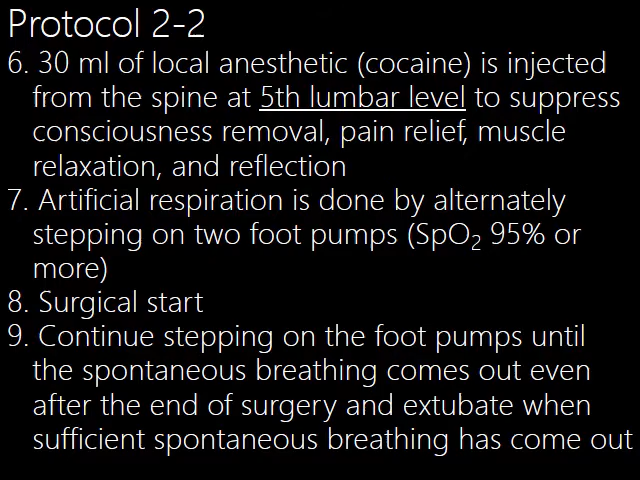 Protocol 2-2
6. 30 ml of local anesthetic (cocaine) is injected
from the spine at 5th lumbar level to suppress
consciousness removal, pain relief, muscle
relaxation, and reflection
7. Artificial respiration is done by alternately
stepping on two foot pumps (SpO₂ 95% or
more)
8. Surgical start
9. Continue stepping on the foot pumps until
the spontaneous breathing comes out even
after the end of surgery and extubate when
sufficient spontaneous breathing has come out